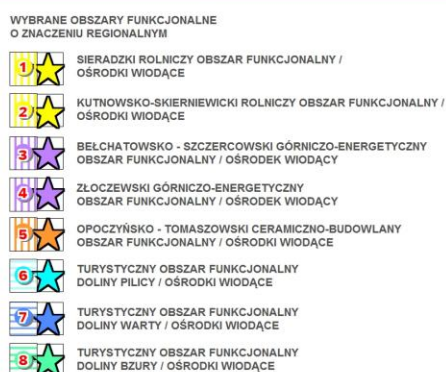 WYBRANE OBSZARY FUNKCJONALNE
O ZNACZENIU REGIONALNYM
1 SIERADZKI ROLNICZY OBSZAR FUNKCJONALNY /
OŚRODKI WIODĄCE
2 KUTNOWSKO-SKIERNIEWICKI ROLNICZY OBSZAR FUNKCJONALNY /
OŚRODKI WIODĄCE
3 BEŁCHATOWSKO - SZCZERCOWSKI GÓRNICZO-ENERGETYCZNY
OBSZAR FUNKCJONALNY / OŚRODEK WIODĄCY
4 ZŁOCZEWSKI GÓRNICZO-ENERGETYCZNY
OBSZAR FUNKCJONALNY / OŚRODEK WIODĄCY
5 OPOCZYŃSKO - TOMASZOWSKI CERAMICZNO-BUDOWLANY
OBSZAR FUNKCJONALNY / OŚRODKI WIODĄCE
6 TURYSTYCZNY OBSZAR FUNKCJONALNY
DOLINY PILICY / OŚRODKI WIODĄCE
7 TURYSTYCZNY OBSZAR FUNKCJONALNY
DOLINY WARTY / OŚRODKI WIODĄCE
8 TURYSTYCZNY OBSZAR FUNKCJONALNY
DOLINY BZURY / OŚRODKI WIODĄCE